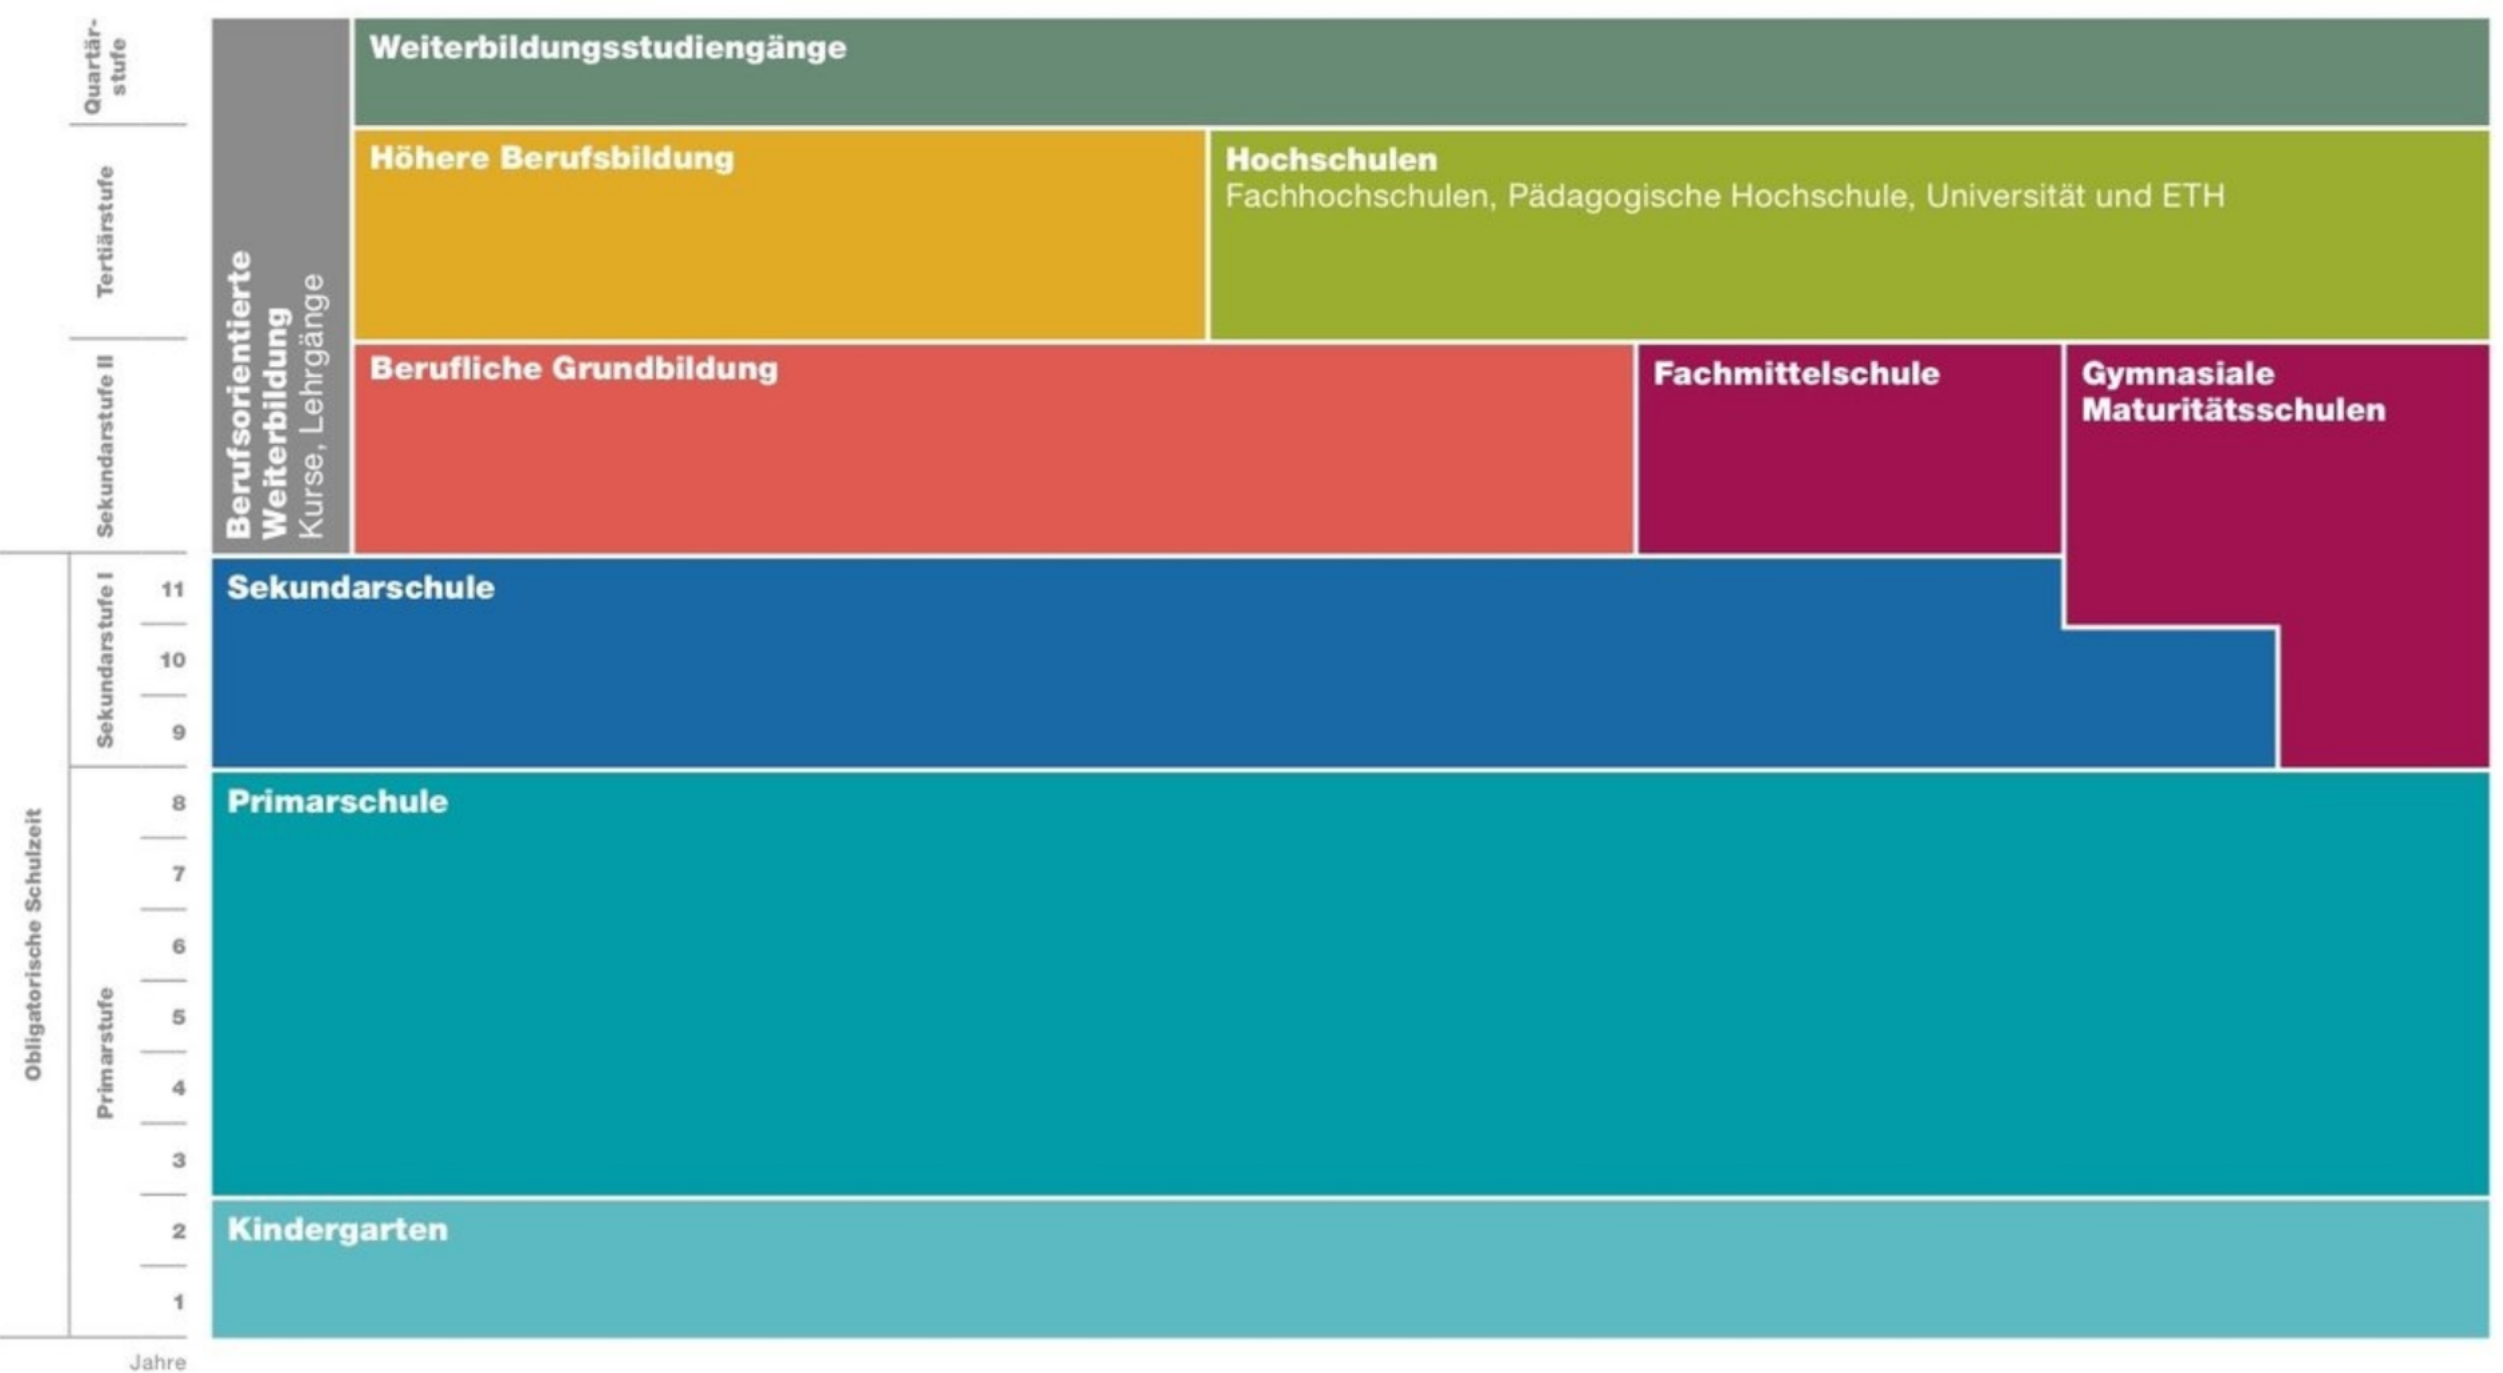 Quartär-
stufe
Weiterbildungsstudiengänge
Tertiärstufe
Höhere Berufsbildung
Hochschulen
Fachhochschulen, Pädagogische Hochschule, Universität und ETH
Berufsorientierte
Weiterbildung
Kurse, Lehrgänge
Sekundarstufe II
Berufliche Grundbildung
Fachmittelschule
Gymnasiale
Maturitätsschulen
Obligatorische Schulzeit
Sekundarstufe I
11
Sekundarschule
10
9
Primarstufe
8
Primarschule
7
6
5
4
3
2
Kindergarten
1
Jahre